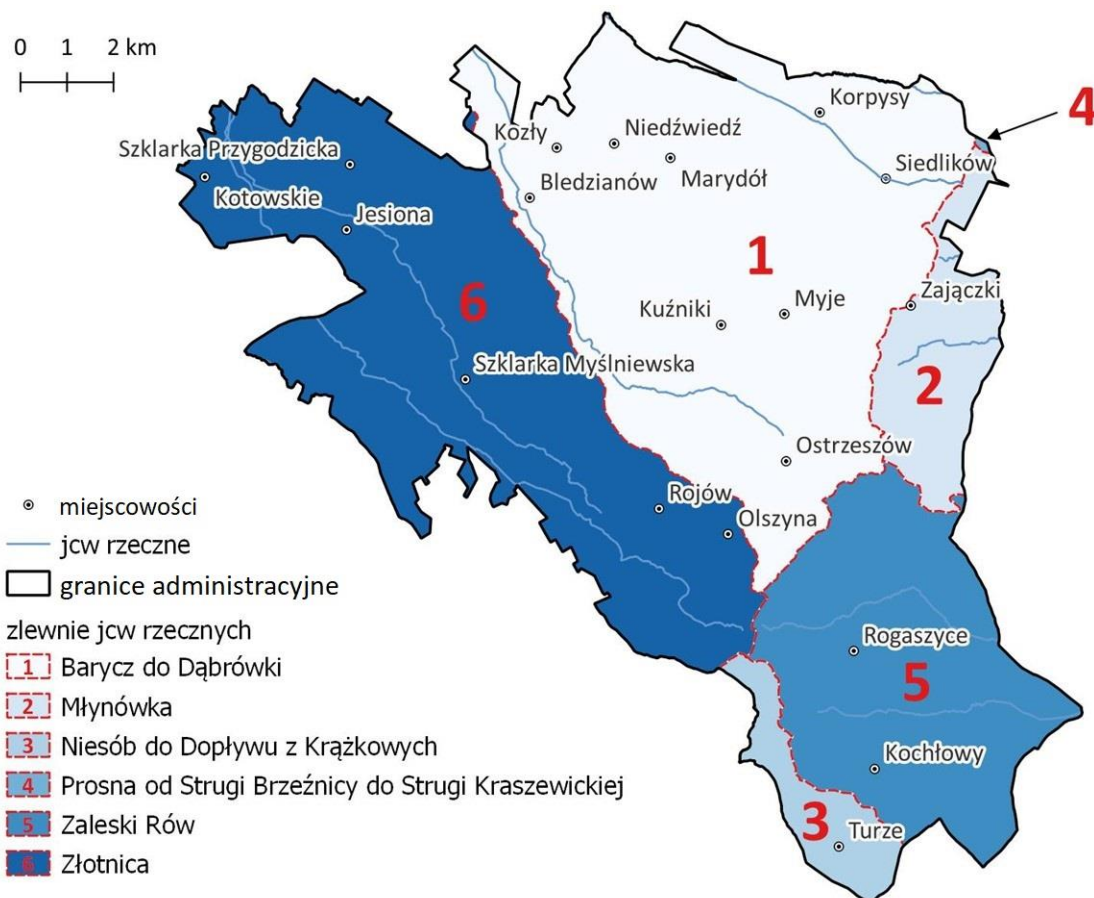 0 1 2 km
4
Korpysy
Kozły
Niedźwiedź
Szklarka Przygodzicka
Marydół
Siedlików
Kotowskie
Bledzianów
Jesiona
1
6
Zajączki
Kuźniki
Myje
Szklarka Myślniewska
2
Ostrzeszów
Rojów
Olszyna
miejscowości
jcw rzeczne
granice administracyjne
zlewnie jcw rzecznych
Rogaszyce
1 Barycz do Dąbrówki
5
2 Młynówka
3 Niesób do Dopływu z Krążkowych
Kochłowy
4 Prosna od Strugi Brzeźnicy do Strugi Kraszewickiej
5 Zaleski Rów
3
Turze
6 Złotnica